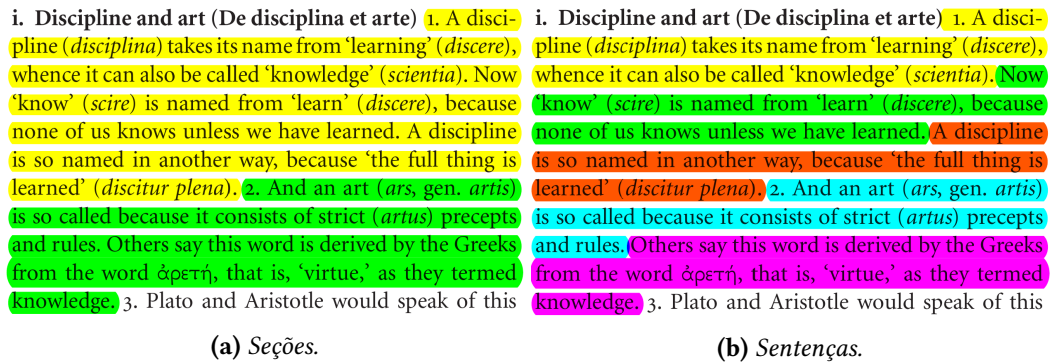 i. Discipline and art (De disciplina et arte) 1. A disci-
pline (disciplina) takes its name from ‘learning’ (discere),
whence it can also be called ‘knowledge’ (scientia). Now
‘know’ (scire) is named from ‘learn’ (discere), because
none of us knows unless we have learned. A discipline
is so named in another way, because ‘the full thing is
learned’ (discitur plena). 2. And an art (ars, gen. artis)
is so called because it consists of strict (artus) precepts
and rules. Others say this word is derived by the Greeks
from the word ἀρετή, that is, ‘virtue,’ as they termed
knowledge. 3. Plato and Aristotle would speak of this
(a) Seções.
i. Discipline and art (De disciplina et arte) 1. A disci-
pline (disciplina) takes its name from ‘learning’ (discere),
whence it can also be called ‘knowledge’ (scientia). Now
‘know’ (scire) is named from ‘learn’ (discere), because
none of us knows unless we have learned. A discipline
is so named in another way, because ‘the full thing is
learned’ (discitur plena). 2. And an art (ars, gen. artis)
is so called because it consists of strict (artus) precepts
and rules. Others say this word is derived by the Greeks
from the word ἀρετή, that is, ‘virtue,’ as they termed
knowledge. 3. Plato and Aristotle would speak of this
(b) Sentenças.